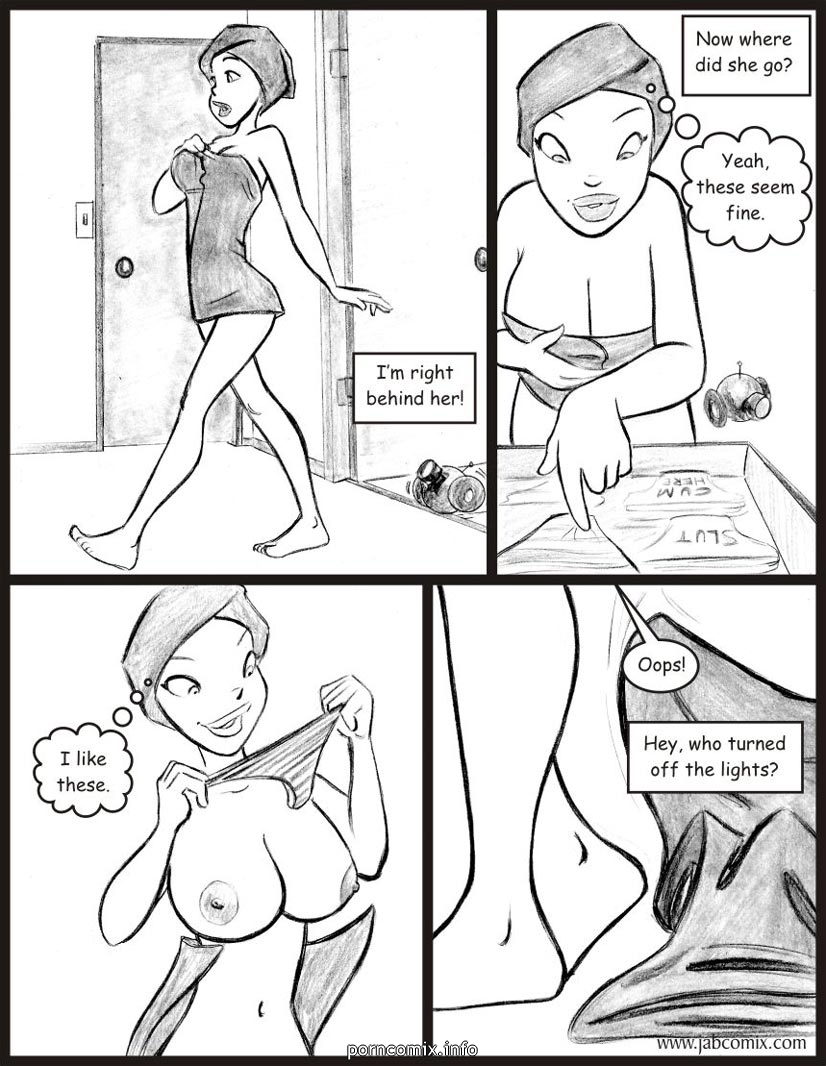 I'm right
behind her!
Now where
did she go?
Yeah,
these seem
fine.
CUM
HERE
SLUT
I like
these.
Oops!
Hey, who turned
off the lights?
www.jabcomix.com
porncomix.info